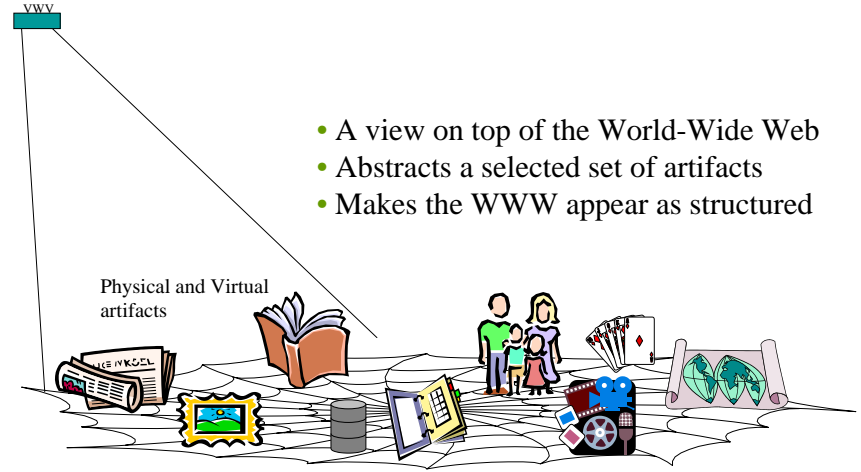 VWV
• A view on top of the World-Wide Web
• Abstracts a selected set of artifacts
• Makes the WWW appear as structured
Physical and Virtual
artifacts